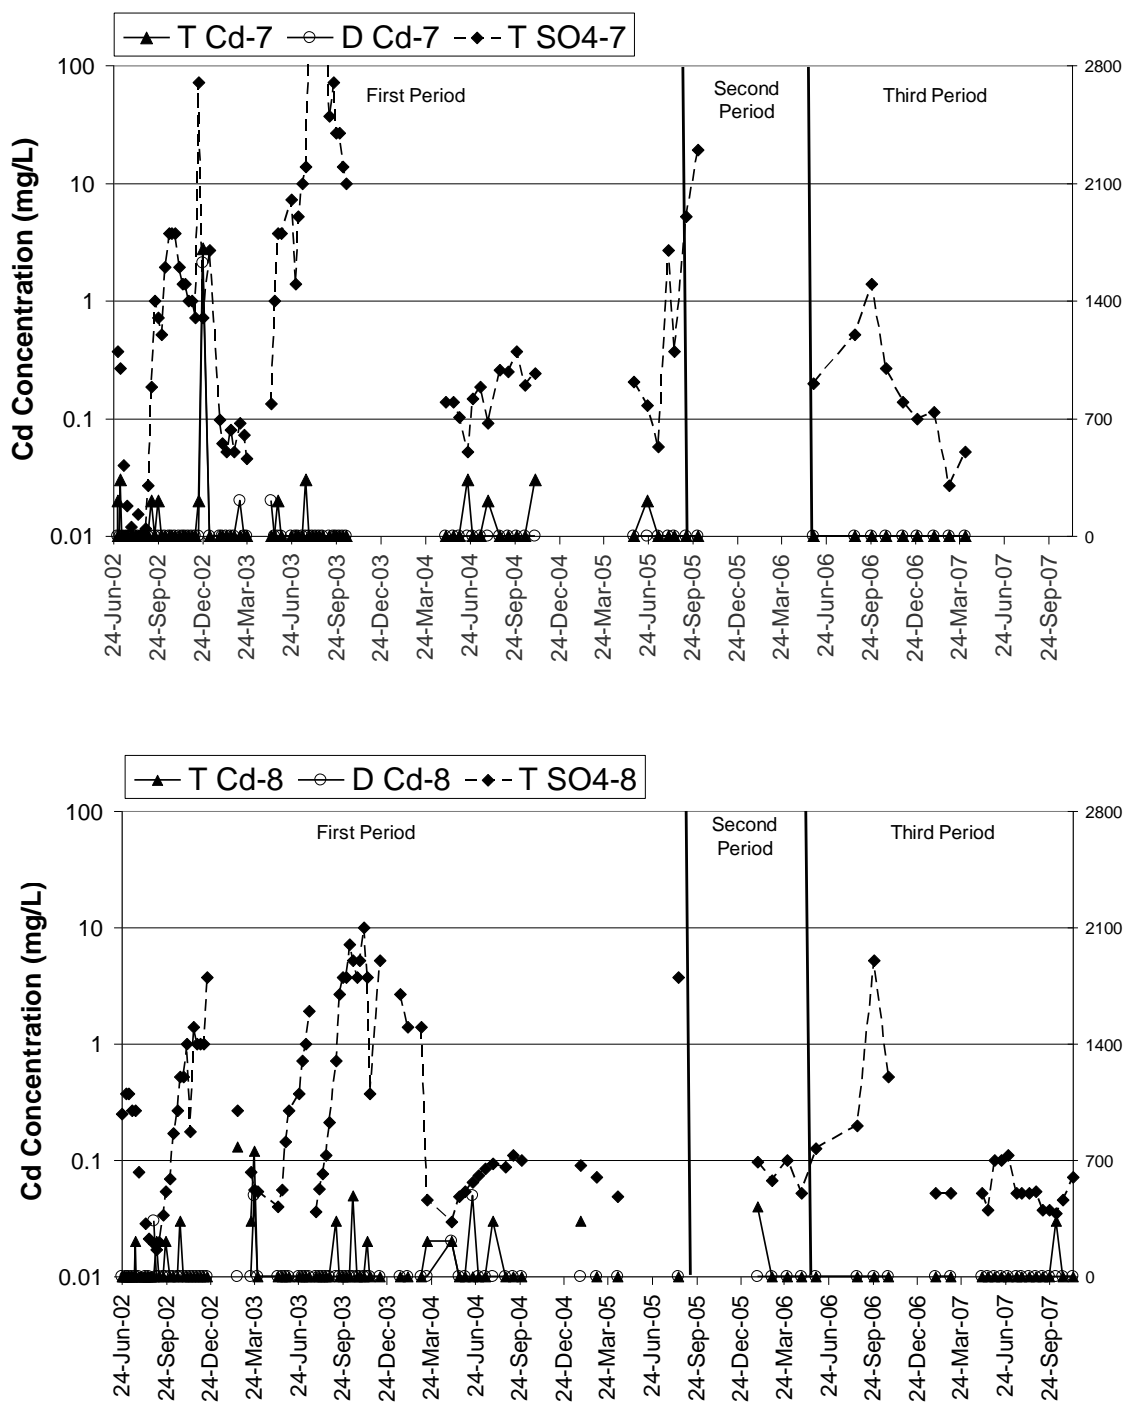 T Cd-7 D Cd-7 T SO4-7
100
10
1
0.1
0.01
Cd Concentration (mg/L)
First Period
Second
Period
Third Period
2800
2100
1400
700
0
24-Jun-02
24-Sep-02
24-Dec-02
24-Mar-03
24-Jun-03
24-Sep-03
24-Dec-03
24-Mar-04
24-Jun-04
24-Sep-04
24-Dec-04
24-Mar-05
24-Jun-05
24-Sep-05
24-Dec-05
24-Mar-06
24-Jun-06
24-Sep-06
24-Dec-06
24-Mar-07
24-Jun-07
24-Sep-07
T Cd-8 D Cd-8 T SO4-8
100
10
1
0.1
0.01
Cd Concentration (mg/L)
First Period
Second
Period
Third Period
2800
2100
1400
700
0
24-Jun-02
24-Sep-02
24-Dec-02
24-Mar-03
24-Jun-03
24-Sep-03
24-Dec-03
24-Mar-04
24-Jun-04
24-Sep-04
24-Dec-04
24-Mar-05
24-Jun-05
24-Sep-05
24-Dec-05
24-Mar-06
24-Jun-06
24-Sep-06
24-Dec-06
24-Mar-07
24-Jun-07
24-Sep-07